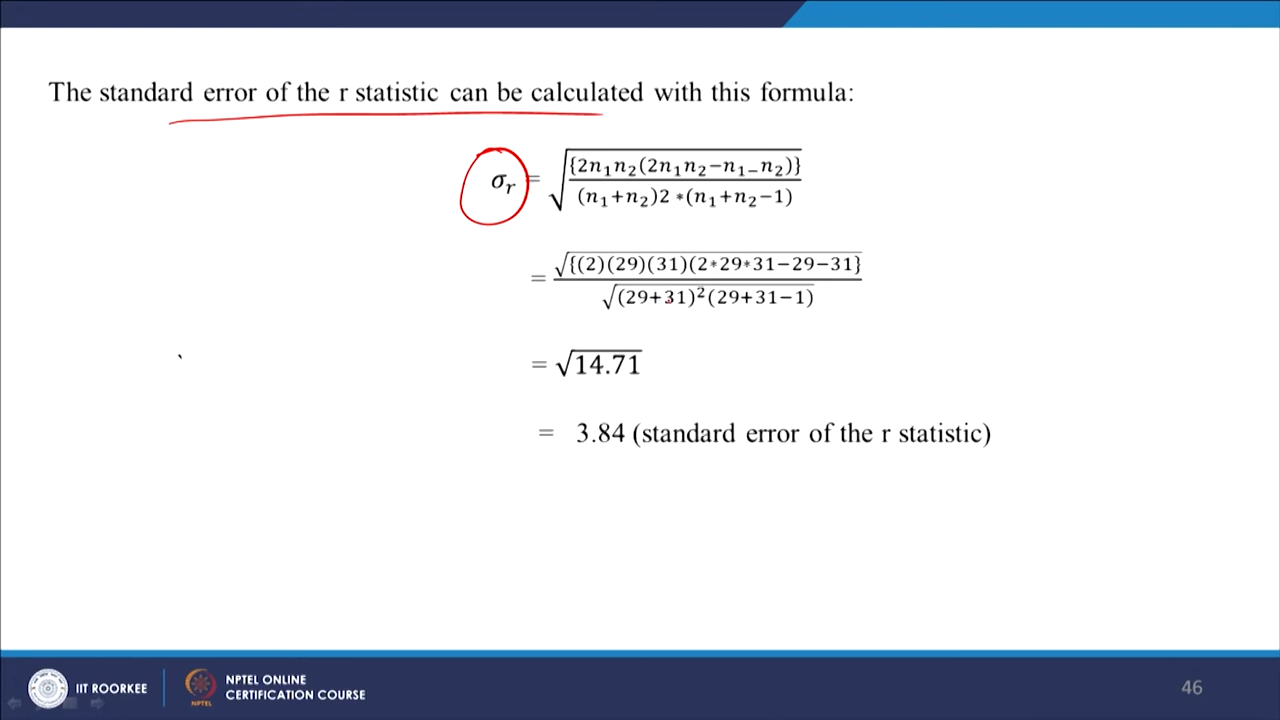 The standard error of the r statistic can be calculated with this formula:
σᵣ = √({2n₁n₂(2n₁n₂−n₁₋n₂)} / (n₁+n₂)2 *(n₁+n₂−1))
= √{(2)(29)(31)(2*29*31−29−31} / √(29+31)²(29+31−1)
= √14.71
= 3.84 (standard error of the r statistic)
IIT ROORKEE
NPTEL ONLINE
CERTIFICATION COURSE
NPTEL
46